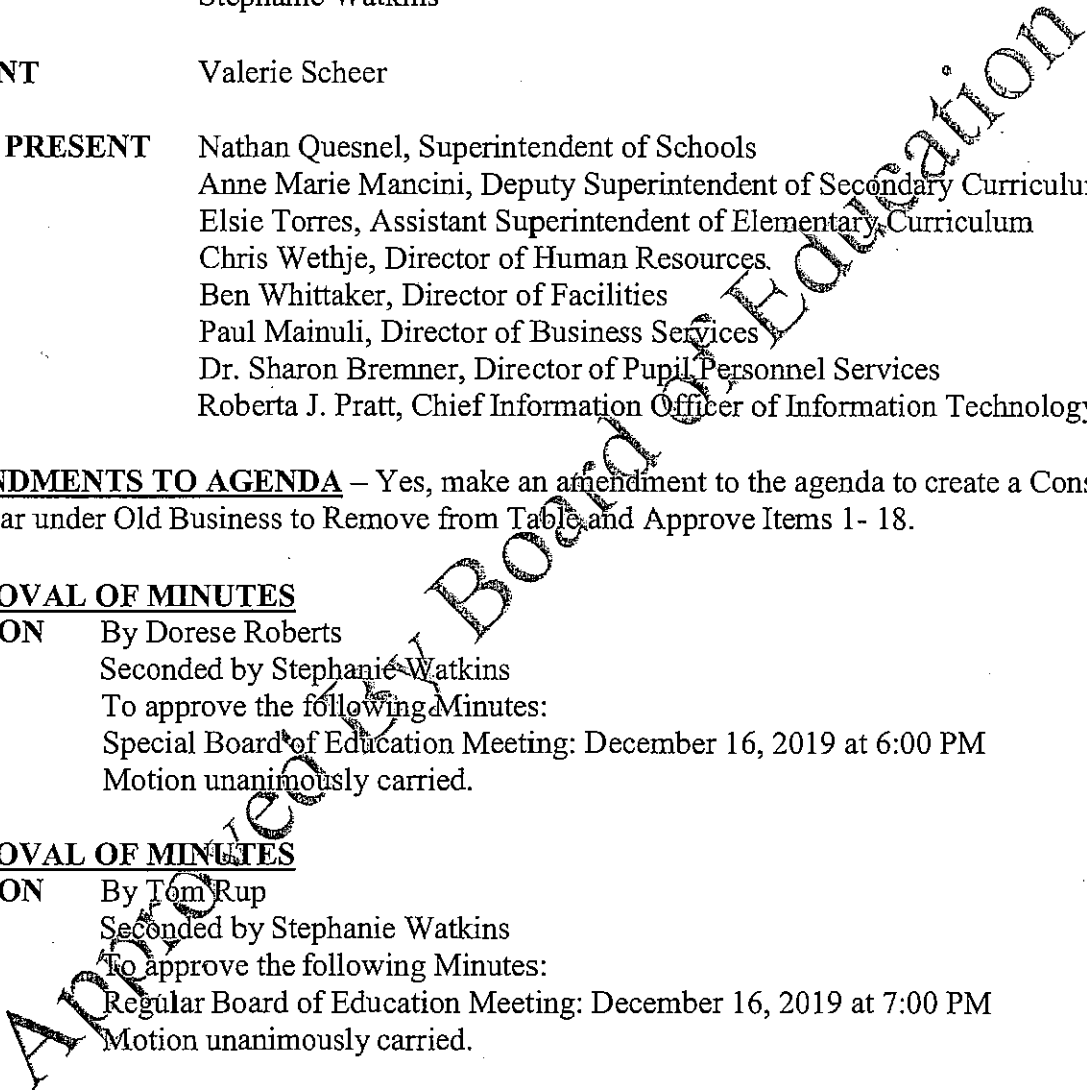 Stephanie Watkins
NT Valerie Scheer
PRESENT Nathan Quesnel, Superintendent of Schools
Anne Marie Mancini, Deputy Superintendent of Secondary Curriculu
Elsie Torres, Assistant Superintendent of Elementary Curriculum
Chris Wethje, Director of Human Resources
Ben Whittaker, Director of Facilities
Paul Mainuli, Director of Business Services
Dr. Sharon Bremner, Director of Pupil Personnel Services
Roberta J. Pratt, Chief Information Officer of Information Technology
NDMENTS TO AGENDA – Yes, make an amendment to the agenda to create a Cons
ar under Old Business to Remove from Table and Approve Items 1- 18.
OVAL OF MINUTES
ON By Dorese Roberts
Seconded by Stephanie Watkins
To approve the following Minutes:
Special Board of Education Meeting: December 16, 2019 at 6:00 PM
Motion unanimously carried.
OVAL OF MINUTES
ON By Tom Rup
Seconded by Stephanie Watkins
To approve the following Minutes:
Regular Board of Education Meeting: December 16, 2019 at 7:00 PM
Motion unanimously carried.
Approved By Board of Education